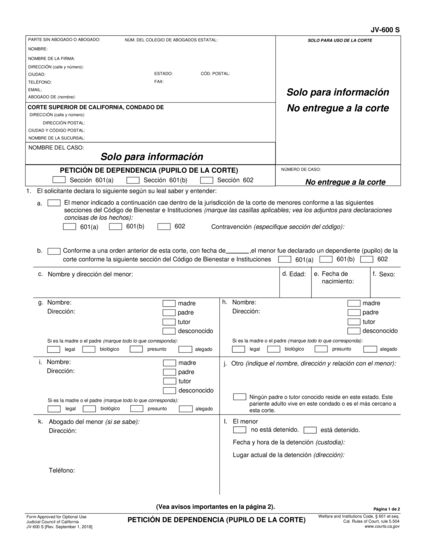 JV-600 S
PARTE SIN ABOGADO O ABOGADO: NÚM. DEL COLEGIO DE ABOGADOS ESTATAL:
SOLO PARA USO DE LA CORTE
NOMBRE:
NOMBRE DE LA FIRMA:
DIRECCIÓN (calle y número):
CIUDAD: ESTADO: CÓD. POSTAL:
TELÉFONO: FAX:
EMAIL:
ABOGADO DE (nombre):
Solo para información
No entregue a la corte
CORTE SUPERIOR DE CALIFORNIA, CONDADO DE
DIRECCIÓN (calle y número):
DIRECCIÓN POSTAL:
CIUDAD Y CÓDIGO POSTAL:
NOMBRE DE LA SUCURSAL:
NOMBRE DEL CASO:
Solo para información
PETICIÓN DE DEPENDENCIA (PUPILO DE LA CORTE)
Sección 601(a) Sección 601(b) Sección 602
NÚMERO DE CASO:
No entregue a la corte
1. El solicitante declara lo siguiente según su leal saber y entender:
a. El menor indicado a continuación cae dentro de la jurisdicción de la corte de menores conforme a las siguientes
secciones del Código de Bienestar e Instituciones (marque las casillas aplicables; vea los adjuntos para declaraciones
concisas de los hechos):
601(a) 601(b) 602 Contravención (especifique sección del código):
b. Conforme a una orden anterior de esta corte, con fecha de______,el menor fue declarado un dependiente (pupilo) de la
corte conforme la siguiente sección del Código de Bienestar e Instituciones 601(a) 601(b) 602
c. Nombre y dirección del menor:
d. Edad:
e. Fecha de
nacimiento:
f. Sexo:
g. Nombre:
Dirección:
madre
padre
tutor
desconocido
Si es la madre o el padre (marque todo lo que corresponda):
legal biológico presunto alegado
h. Nombre:
Dirección:
madre
padre
tutor
desconocido
Si es la madre o el padre (marque todo lo que corresponda):
legal biológico presunto alegado
i. Nombre:
Dirección:
madre
padre
tutor
desconocido
Si es la madre o el padre (marque todo lo que corresponda):
legal biológico presunto alegado
j. Otro (indique el nombre, dirección y relación con el menor):
Ningún padre o tutor conocido reside en este estado. Este
pariente adulto vive en este condado o es el más cercano a
esta corte.
k. Abogado del menor (si se sabe):
Dirección:
Teléfono:
l. El menor
no está detenido. está detenido.
Fecha y hora de la detención (custodia):
Lugar actual de la detención (dirección):
(Vea avisos importantes en la página 2).
Página 1 de 2
Form Approved for Optional Use
Judicial Council of California
JV-600 S [Rev. September 1, 2018]
PETICIÓN DE DEPENDENCIA (PUPILO DE LA CORTE)
Welfare and Institutions Code, § 601 et seq.
Cal. Rules of Court, rule 5.504
www.courts.ca.gov